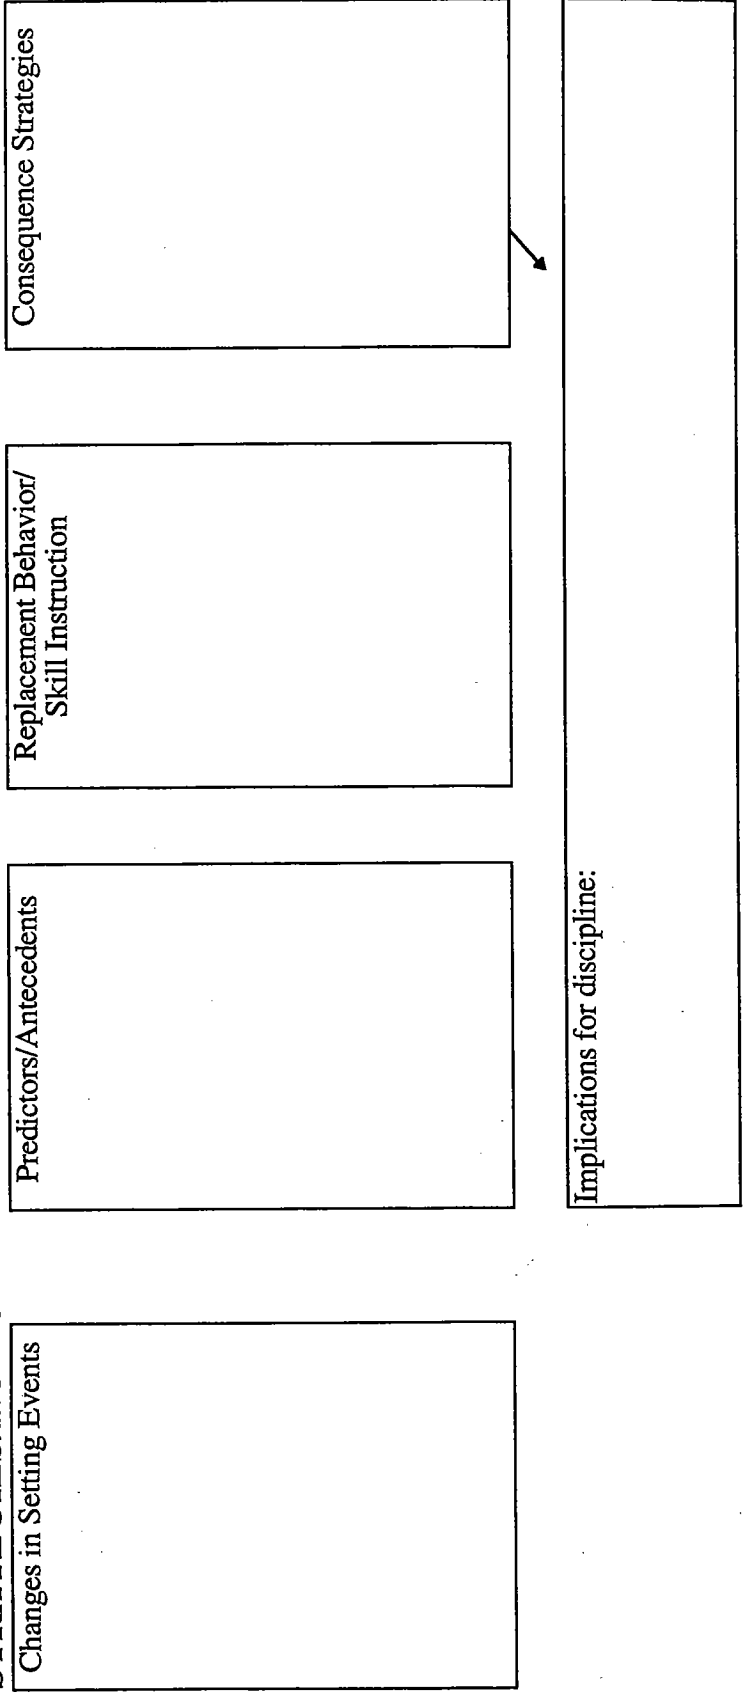 Changes in Setting Events
Predictors/Antecedents
Replacement Behavior/
Skill Instruction
Consequence Strategies
Implications for discipline: